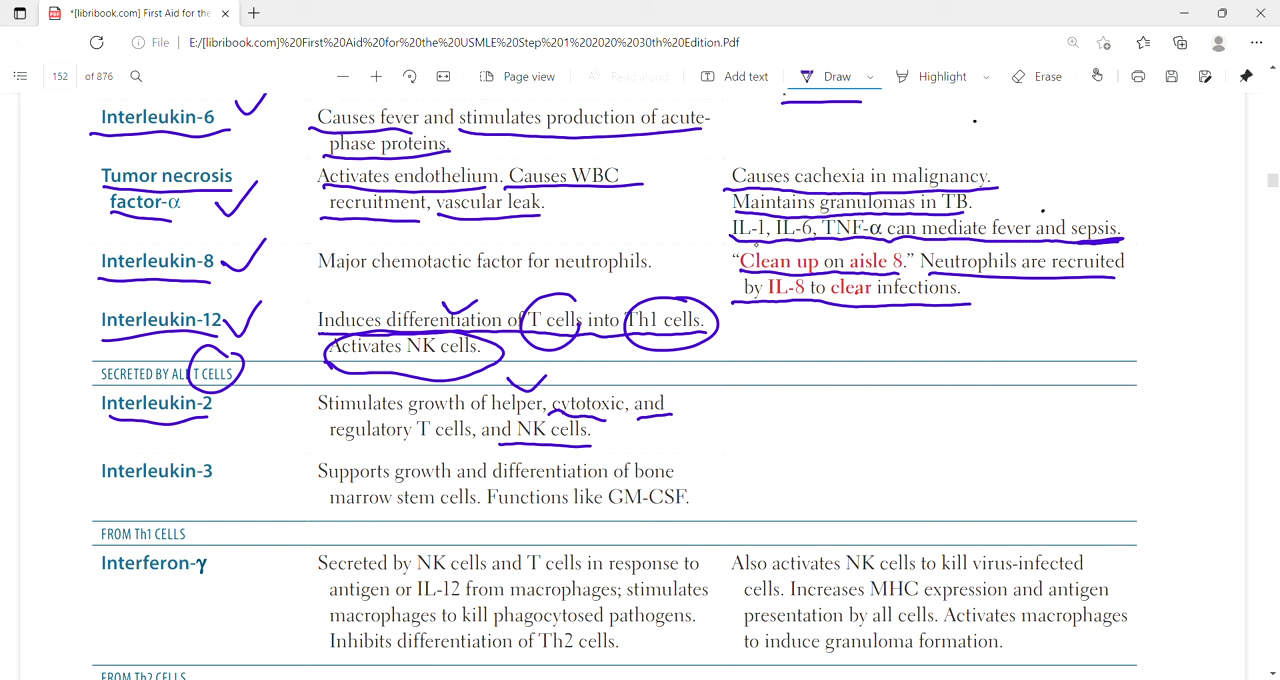 *[libribook.com] First Aid for the
File
E:/[libribook.com]%20First%20Aid%20for%20the%20USMLE%20Step%201%202020%2030th%20Edition.Pdf
152 of 876
Page view
Read aloud
Add text
Draw
Highlight
Erase
Interleukin-6
Causes fever and stimulates production of acute-
phase proteins.
Tumor necrosis
factor-α
Activates endothelium. Causes WBC
recruitment, vascular leak.
Causes cachexia in malignancy.
Maintains granulomas in TB.
IL-1, IL-6, TNF-α can mediate fever and sepsis.
Interleukin-8
Major chemotactic factor for neutrophils.
“Clean up on aisle 8.” Neutrophils are recruited
by IL-8 to clear infections.
Interleukin-12
Induces differentiation of T cells into Th1 cells.
Activates NK cells.
SECRETED BY ALL T CELLS
Interleukin-2
Stimulates growth of helper, cytotoxic, and
regulatory T cells, and NK cells.
Interleukin-3
Supports growth and differentiation of bone
marrow stem cells. Functions like GM-CSF.
FROM Th1 CELLS
Interferon-γ
Secreted by NK cells and T cells in response to
antigen or IL-12 from macrophages; stimulates
macrophages to kill phagocytosed pathogens.
Inhibits differentiation of Th2 cells.
Also activates NK cells to kill virus-infected
cells. Increases MHC expression and antigen
presentation by all cells. Activates macrophages
to induce granuloma formation.
FROM Th2 CELLS